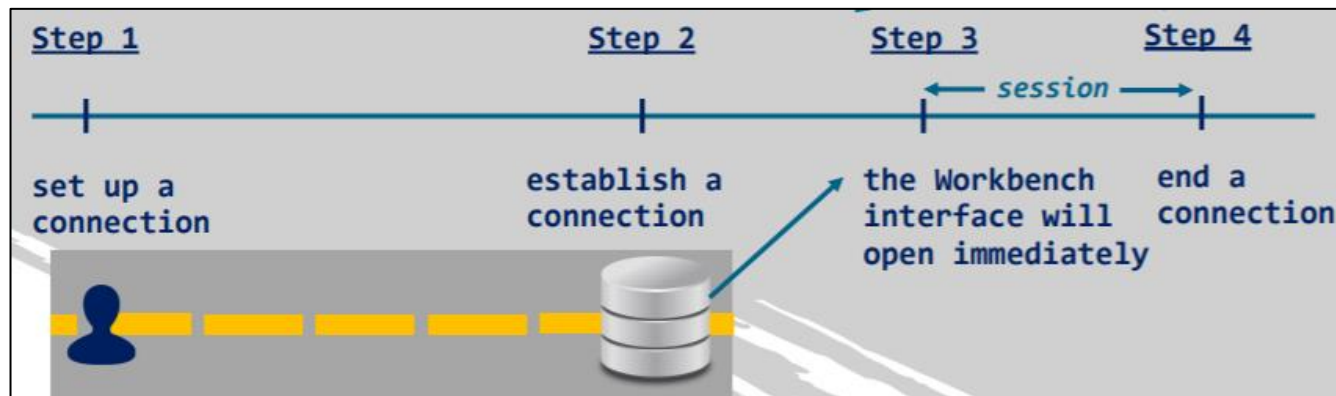 Step 1
Step 2
Step 3
Step 4
session
set up a
connection
establish a
connection
the Workbench
interface will
open immediately
end a
connection